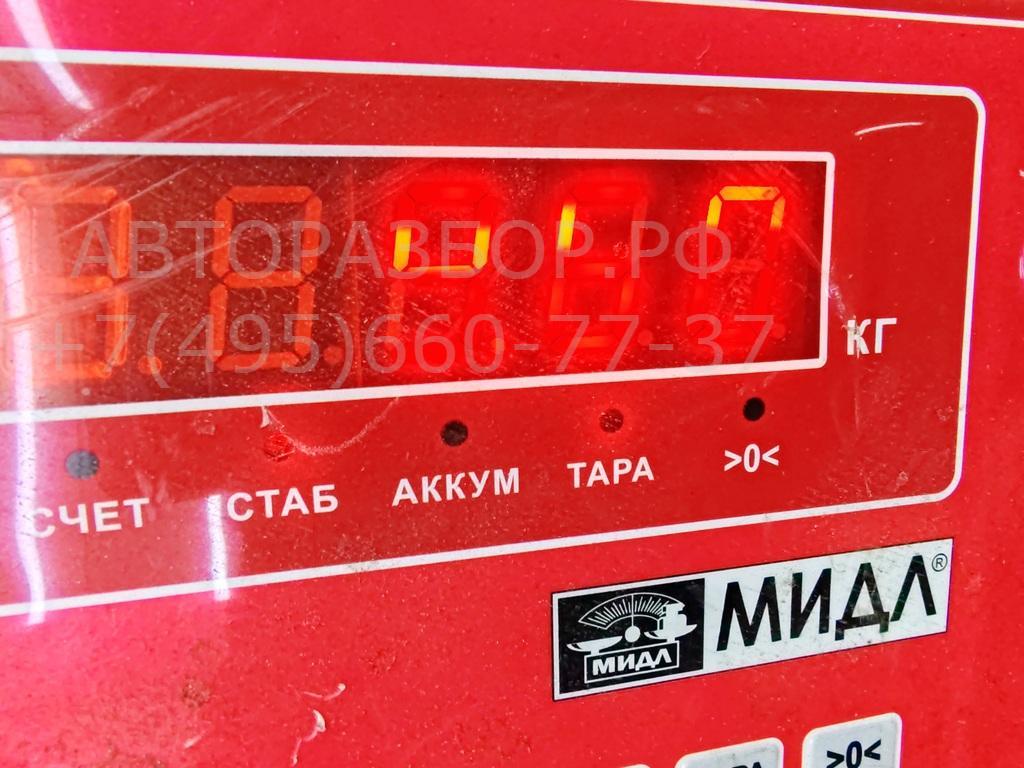 АВТОРАЗБОР.РФ
+7(495)660-77-37
КГ
СЧЕТ СТАБ АККУМ ТАРА >0<
МИДЛ®
МИДЛ
>0<